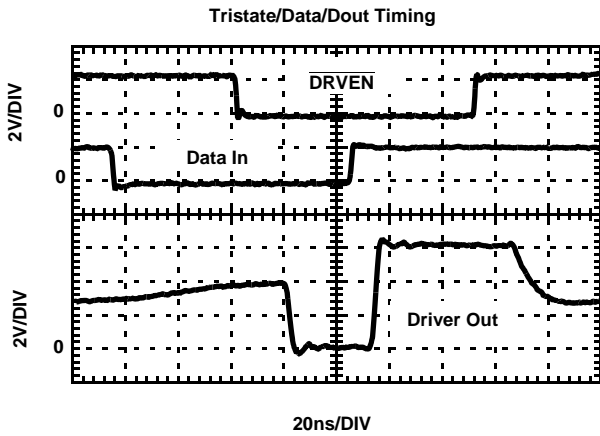 Tristate/Data/Dout Timing
2V/DIV
0
DRVEN
0
Data In
2V/DIV
0
Driver Out
20ns/DIV